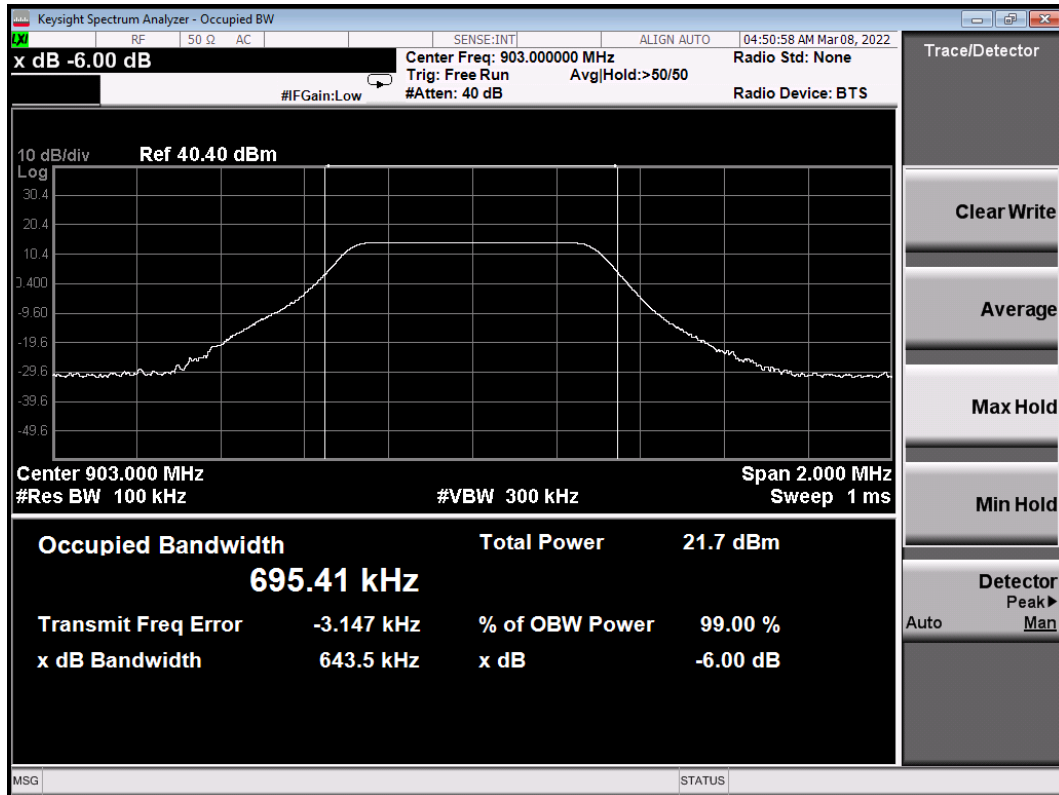 Keysight Spectrum Analyzer - Occupied BW
LXI RF 50 Ω AC SENSE:INT ALIGN AUTO 04:50:58 AM Mar 08, 2022
x dB -6.00 dB
Center Freq: 903.000000 MHz Radio Std: None
Trig: Free Run Avg|Hold:>50/50
#IFGain:Low #Atten: 40 dB Radio Device: BTS
10 dB/div Ref 40.40 dBm
Log
30.4
20.4
10.4
0.400
-9.60
-19.6
-29.6
-39.6
-49.6
Center 903.000 MHz Span 2.000 MHz
#Res BW 100 kHz #VBW 300 kHz Sweep 1 ms
Occupied Bandwidth Total Power 21.7 dBm
695.41 kHz
Transmit Freq Error -3.147 kHz % of OBW Power 99.00 %
x dB Bandwidth 643.5 kHz x dB -6.00 dB
MSG STATUS
Trace/Detector
Clear Write
Average
Max Hold
Min Hold
Detector
Peak▶
Auto Man